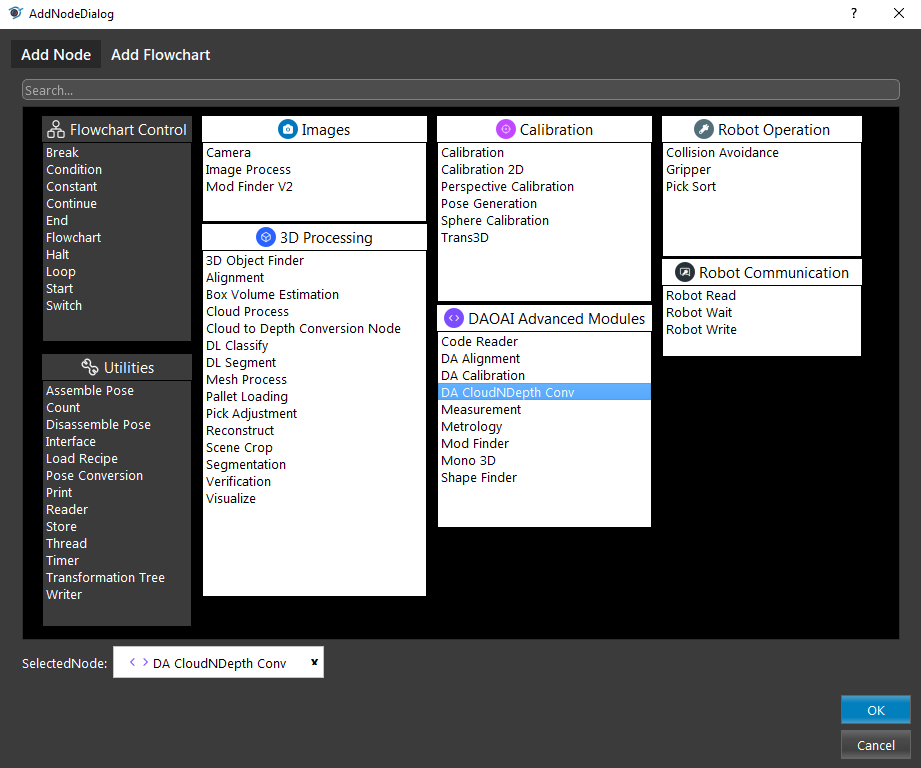 AddNodeDialog
?
Add Node Add Flowchart
Search...
Flowchart Control
Break
Condition
Constant
Continue
End
Flowchart
Halt
Loop
Start
Switch
Utilities
Assemble Pose
Count
Disassemble Pose
Interface
Load Recipe
Pose Conversion
Print
Reader
Store
Thread
Timer
Transformation Tree
Writer
Images
Camera
Image Process
Mod Finder V2
3D Processing
3D Object Finder
Alignment
Box Volume Estimation
Cloud Process
Cloud to Depth Conversion Node
DL Classify
DL Segment
Mesh Process
Pallet Loading
Pick Adjustment
Reconstruct
Scene Crop
Segmentation
Verification
Visualize
Calibration
Calibration
Calibration 2D
Perspective Calibration
Pose Generation
Sphere Calibration
Trans3D
DAOAI Advanced Modules
Code Reader
DA Alignment
DA Calibration
DA CloudNDepth Conv
Measurement
Metrology
Mod Finder
Mono 3D
Shape Finder
Robot Operation
Collision Avoidance
Gripper
Pick Sort
Robot Communication
Robot Read
Robot Wait
Robot Write
SelectedNode: < > DA CloudNDepth Conv x
OK
Cancel